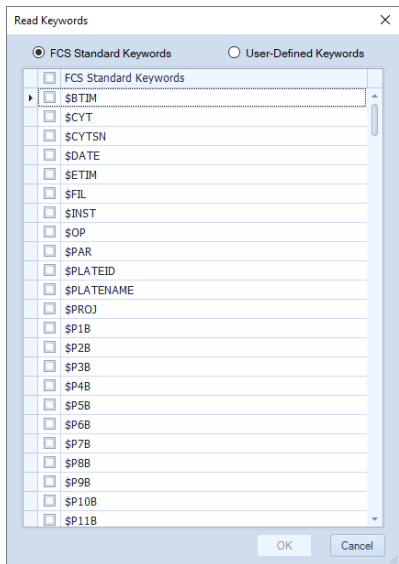 Read Keywords
FCS Standard Keywords User-Defined Keywords
FCS Standard Keywords
$BTIM
$CYT
$CYTSN
$DATE
$ETIM
$FIL
$INST
$OP
$PAR
$PLATEID
$PLATENAME
$PROJ
$P1B
$P2B
$P3B
$P4B
$P5B
$P6B
$P7B
$P8B
$P9B
$P10B
$P11B
OK Cancel